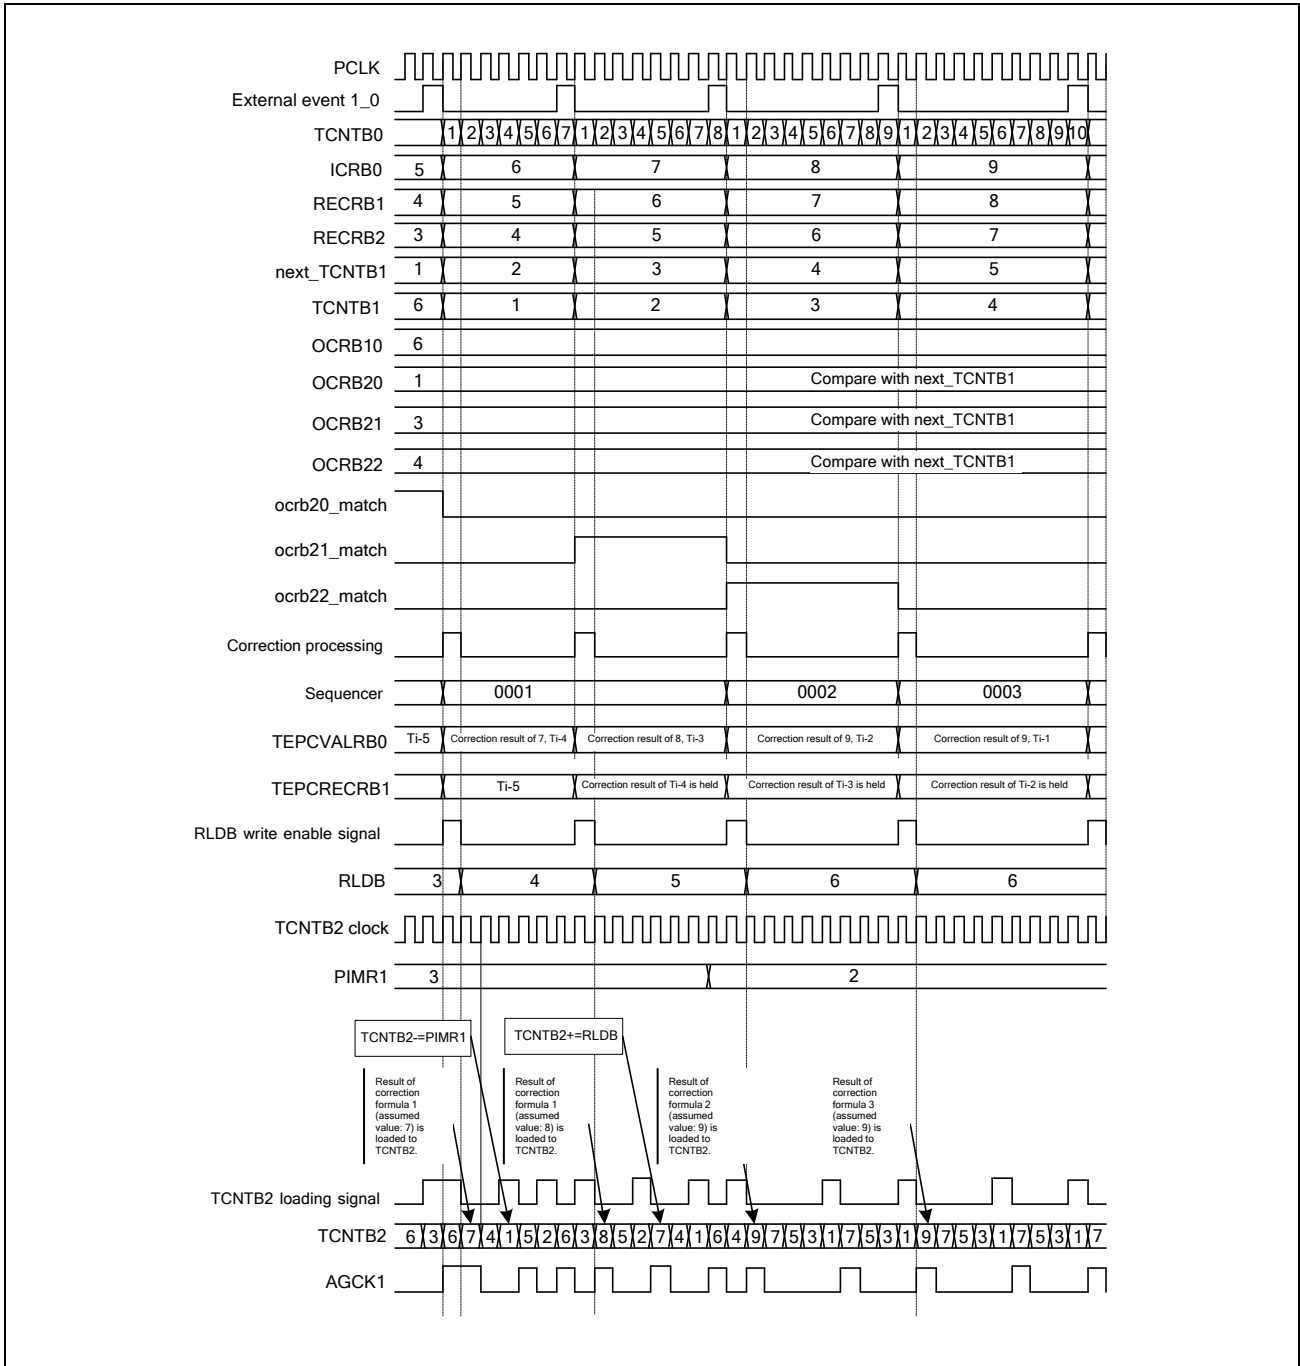 PCLK
External event 1_0
TCNTB0 1 2 3 4 5 6 7 1 2 3 4 5 6 7 8 1 2 3 4 5 6 7 8 9 1 2 3 4 5 6 7 8 9 10
ICRB0 5 6 7 8 9
RECRB1 4 5 6 7 8
RECRB2 3 4 5 6 7
next_TCNTB1 1 2 3 4 5
TCNTB1 6 1 2 3 4
OCRB10 6
OCRB20 1 Compare with next_TCNTB1
OCRB21 3 Compare with next_TCNTB1
OCRB22 4 Compare with next_TCNTB1
ocrb20_match
ocrb21_match
ocrb22_match
Correction processing
Sequencer 0001 0002 0003
TEPCVALRB0 Ti-5 Correction result of 7, Ti-4 Correction result of 8, Ti-3 Correction result of 9, Ti-2 Correction result of 9, Ti-1
TEPCRECRB1 Ti-5 Correction result of Ti-4 is held Correction result of Ti-3 is held Correction result of Ti-2 is held
RLDB write enable signal
RLDB 3 4 5 6 6
TCNTB2 clock
PIMR1 3 2
TCNTB2-=PIMR1 TCNTB2+=RLDB
Result of
correction
formula 1
(assumed
value: 7) is
loaded to
TCNTB2.
Result of
correction
formula 1
(assumed
value: 8) is
loaded to
TCNTB2.
Result of
correction
formula 2
(assumed
value: 9) is
loaded to
TCNTB2.
Result of
correction
formula 3
(assumed
value: 9) is
loaded to
TCNTB2.
TCNTB2 loading signal
TCNTB2 6 3 6 7 4 1 5 2 6 3 8 5 2 7 4 1 6 4 9 7 5 3 1 7 5 3 1 9 7 5 3 1 7 5 3 1 7
AGCK1